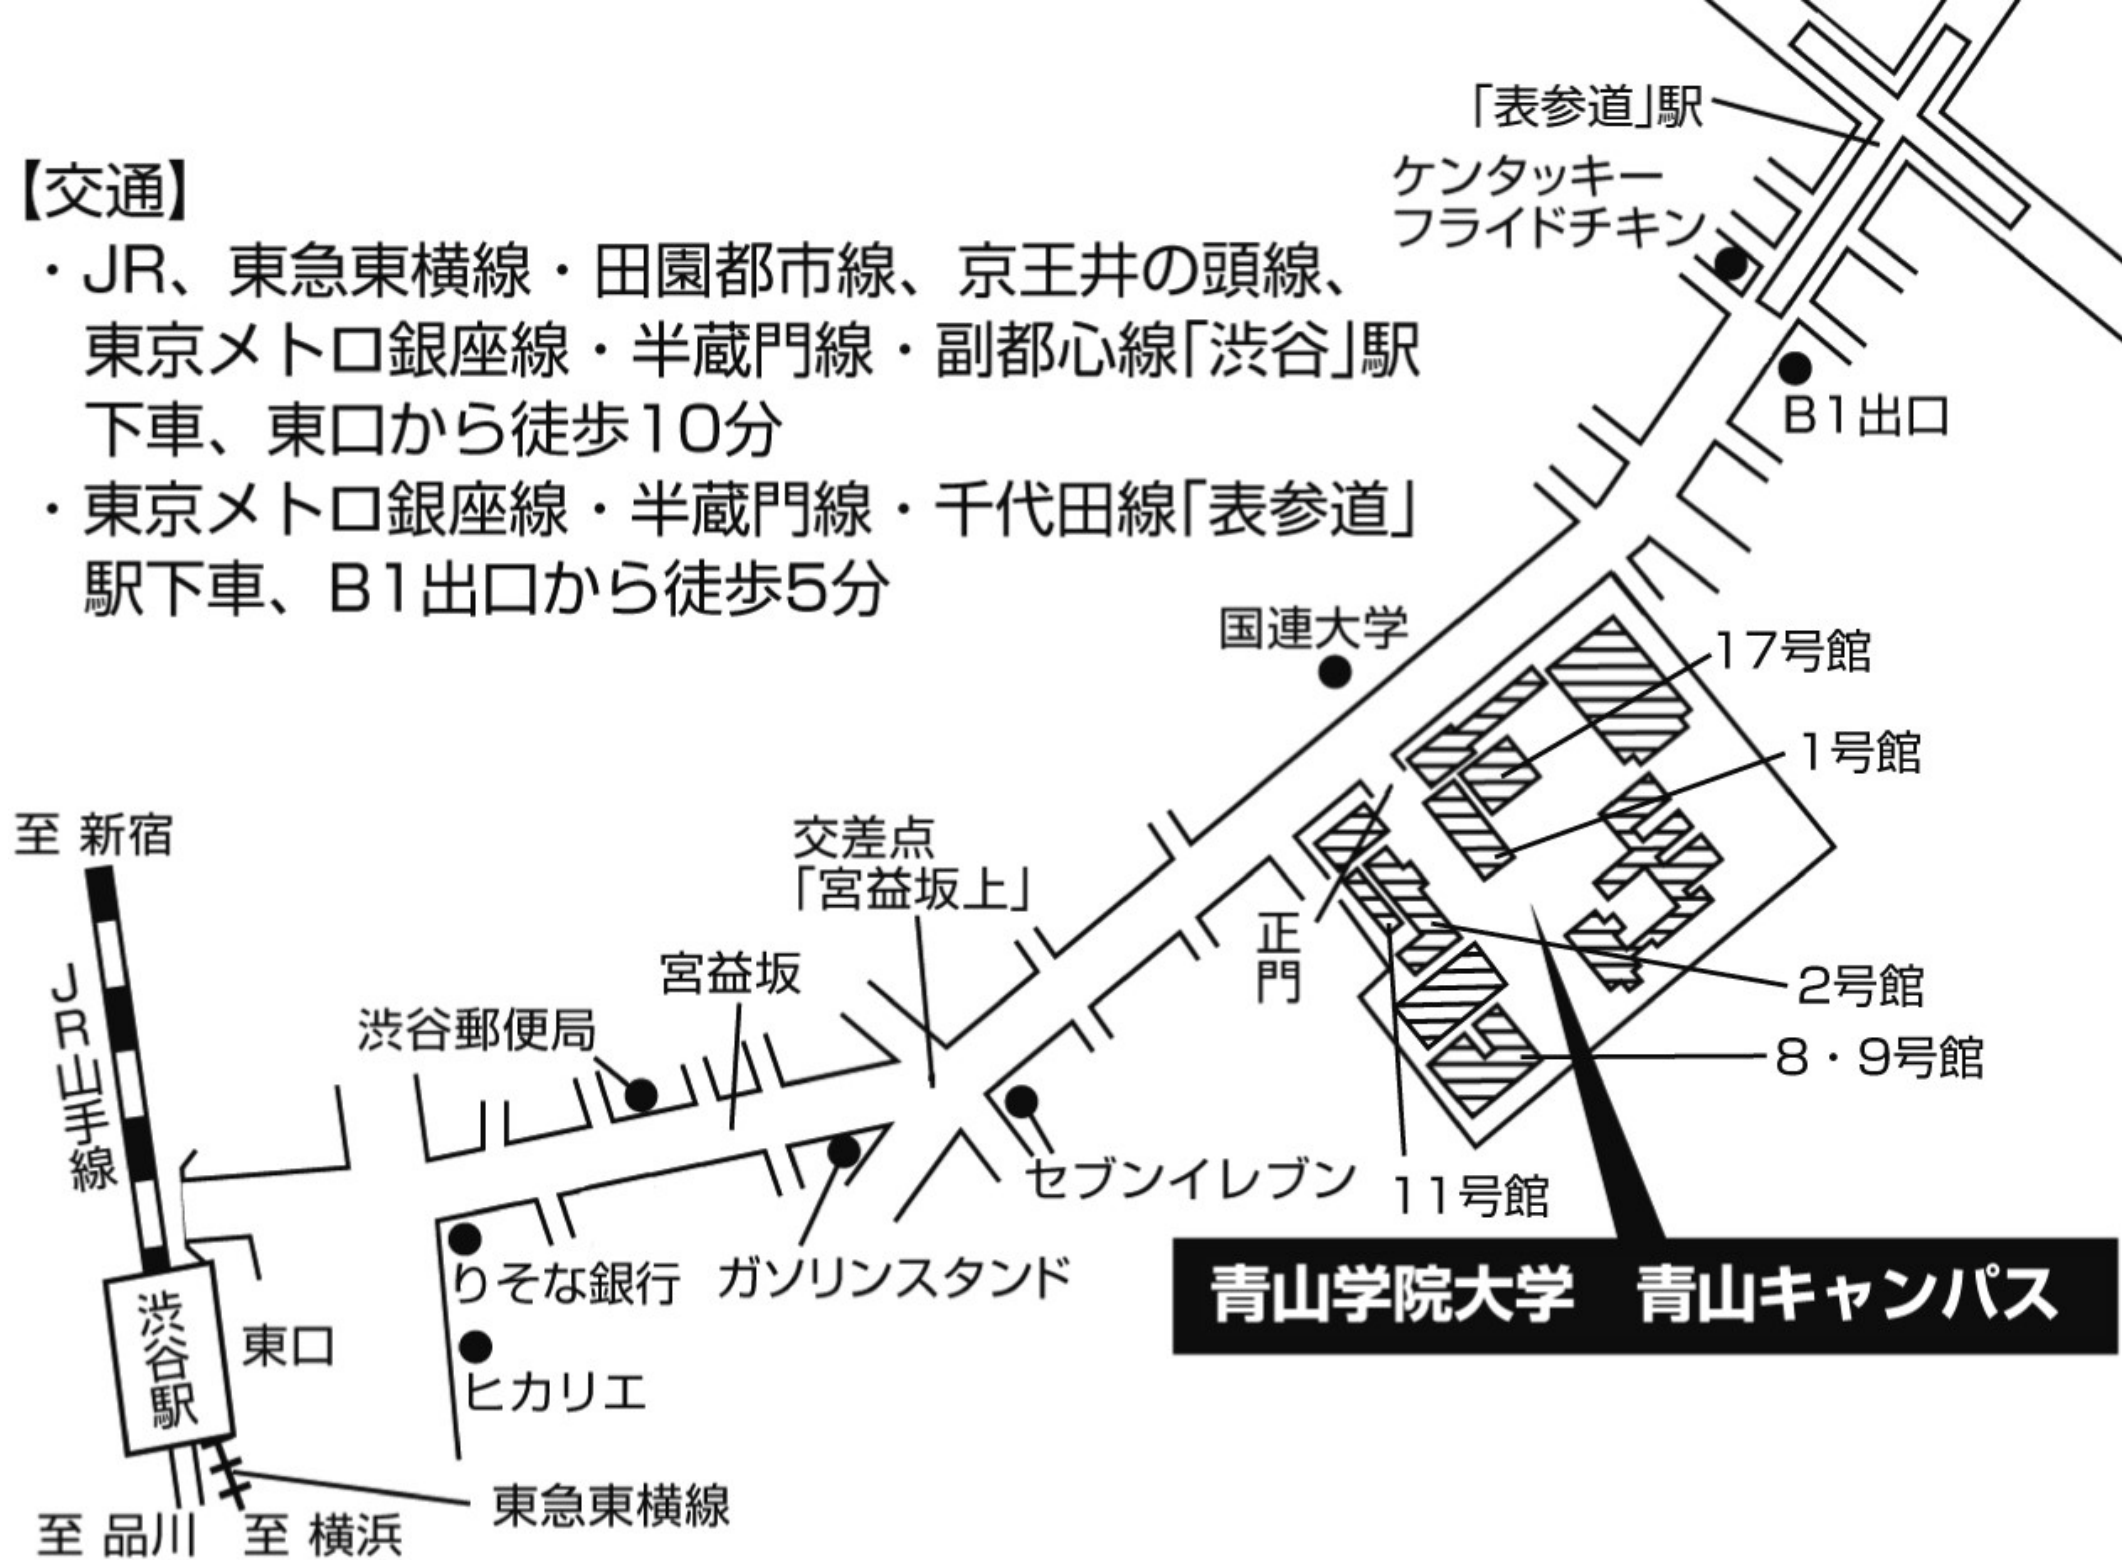 【交通】
・JR、東急東横線・田園都市線、京王井の頭線、
東京メトロ銀座線・半蔵門線・副都心線「渋谷」駅
下車、東口から徒歩10分
・東京メトロ銀座線・半蔵門線・千代田線「表参道」
駅下車、B1出口から徒歩5分
「表参道」駅
ケンタッキー
フライドチキン
B1出口
国連大学
17号館
1号館
正門
2号館
8・9号館
11号館
青山学院大学 青山キャンパス
交差点
「宮益坂上」
宮益坂
渋谷郵便局
セブンイレブン
ガソリンスタンド
りそな銀行
ヒカリエ
至 新宿
JR山手線
渋谷駅
東口
東急東横線
至 品川
至 横浜